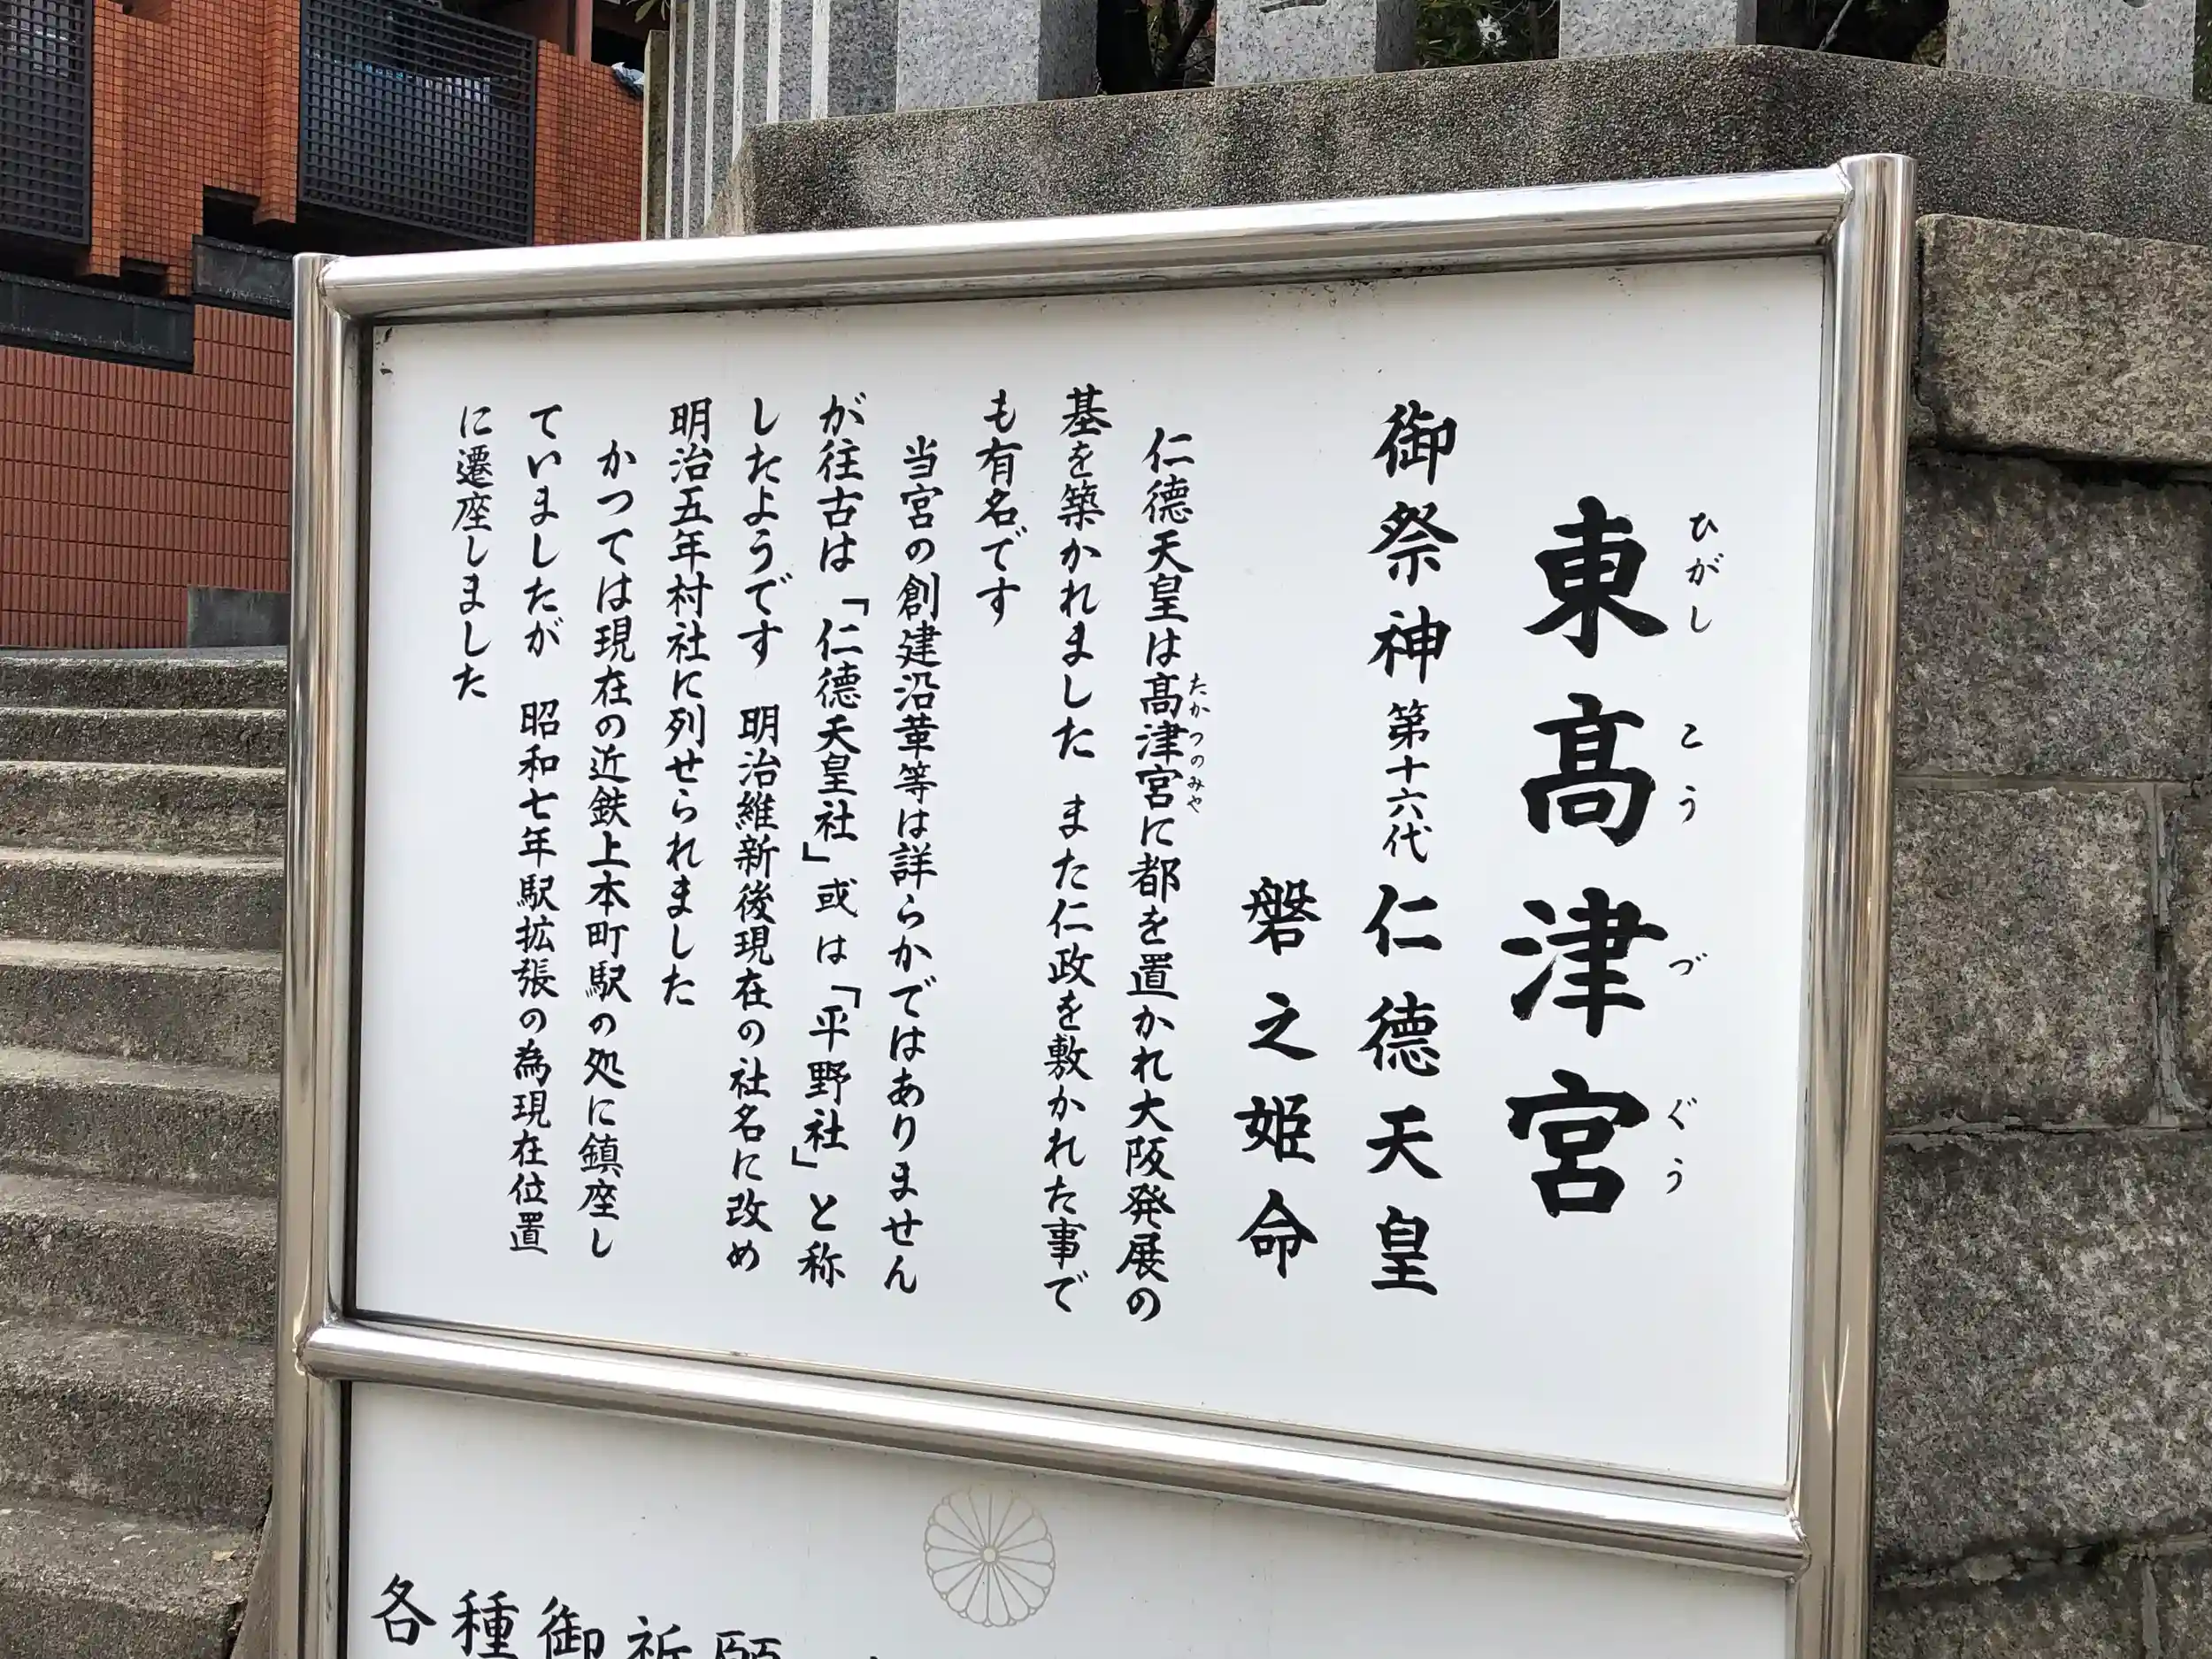 東髙津宮
ひがしこうづぐう
御祭神 第十六代 仁德天皇
磐之姫命
仁德天皇は髙津宮に都を置かれ大阪発展の
たかつのみや
基を築かれました また仁政を敷かれた事で
も有名です
当宮の創建沿革等は詳らかではありません
が往古は「仁德天皇社」或は「平野社」と称
したようです 明治維新後現在の社名に改め
明治五年村社に列せられました
かつては現在の近鉄上本町駅の処に鎮座し
ていましたが 昭和七年駅拡張の為現在位置
に遷座しました
各種御祈願